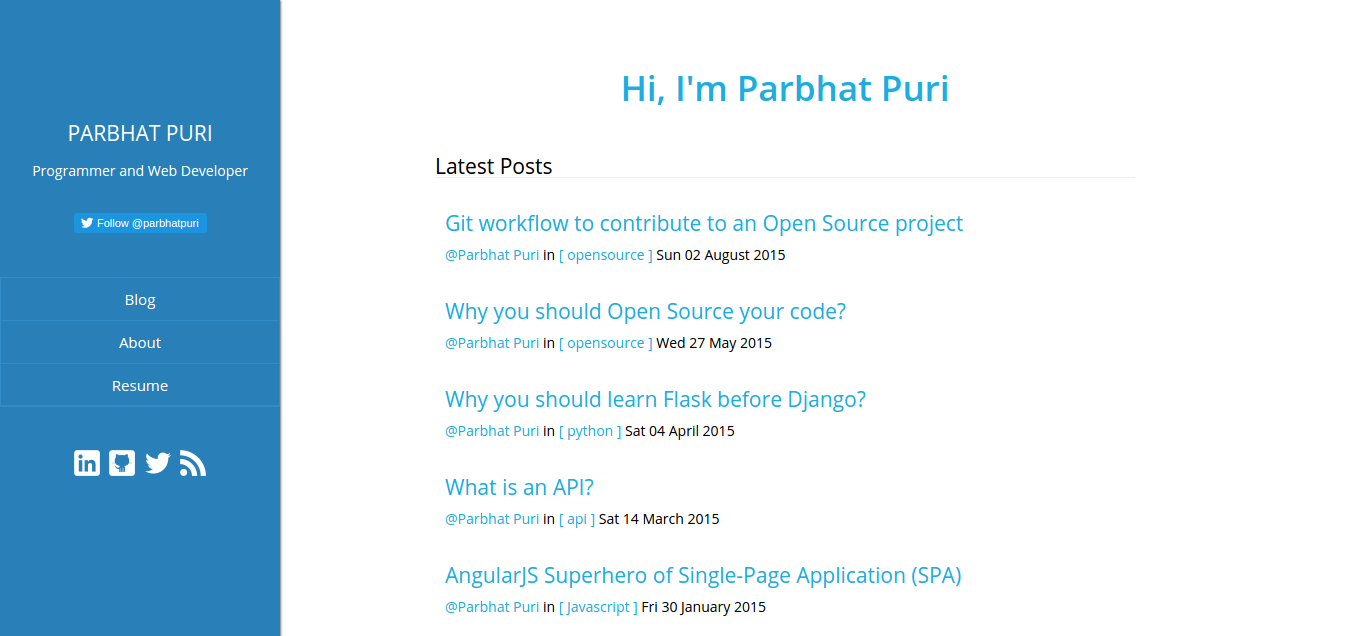 PARBHAT PURI
Programmer and Web Developer
Follow @parbhatpuri
Blog
About
Resume
in
Hi, I'm Parbhat Puri
Latest Posts
Git workflow to contribute to an Open Source project
@Parbhat Puri in [ opensource ] Sun 02 August 2015
Why you should Open Source your code?
@Parbhat Puri in [ opensource ] Wed 27 May 2015
Why you should learn Flask before Django?
@Parbhat Puri in [ python ] Sat 04 April 2015
What is an API?
@Parbhat Puri in [ api ] Sat 14 March 2015
AngularJS Superhero of Single-Page Application (SPA)
@Parbhat Puri in [ Javascript ] Fri 30 January 2015